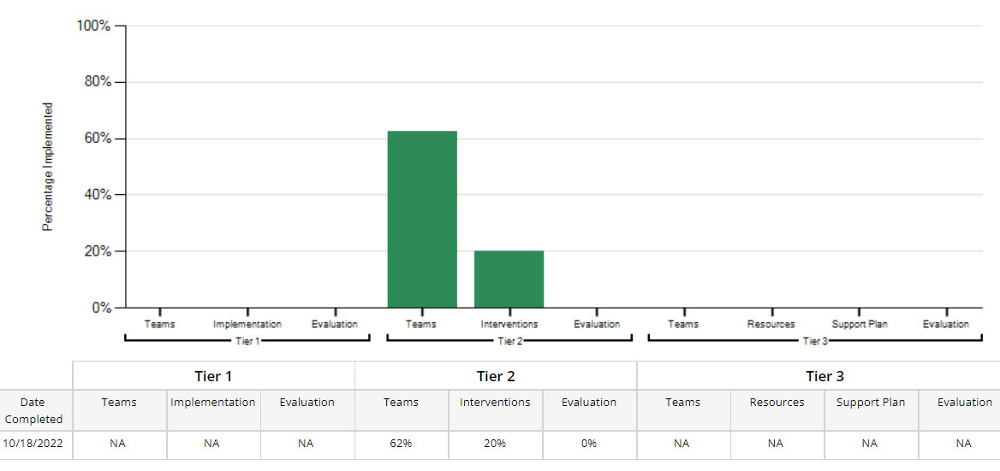 100%
80%
60%
40%
20%
0%
Percentage Implemented
Teams Implementation Evaluation Teams Interventions Evaluation Teams Resources Support Plan Evaluation
Tier 1 Tier 2 Tier 3
Tier 1 Tier 2 Tier 3
Date Completed Teams Implementation Evaluation Teams Interventions Evaluation Teams Resources Support Plan Evaluation
10/18/2022 NA NA NA 62% 20% 0% NA NA NA NA